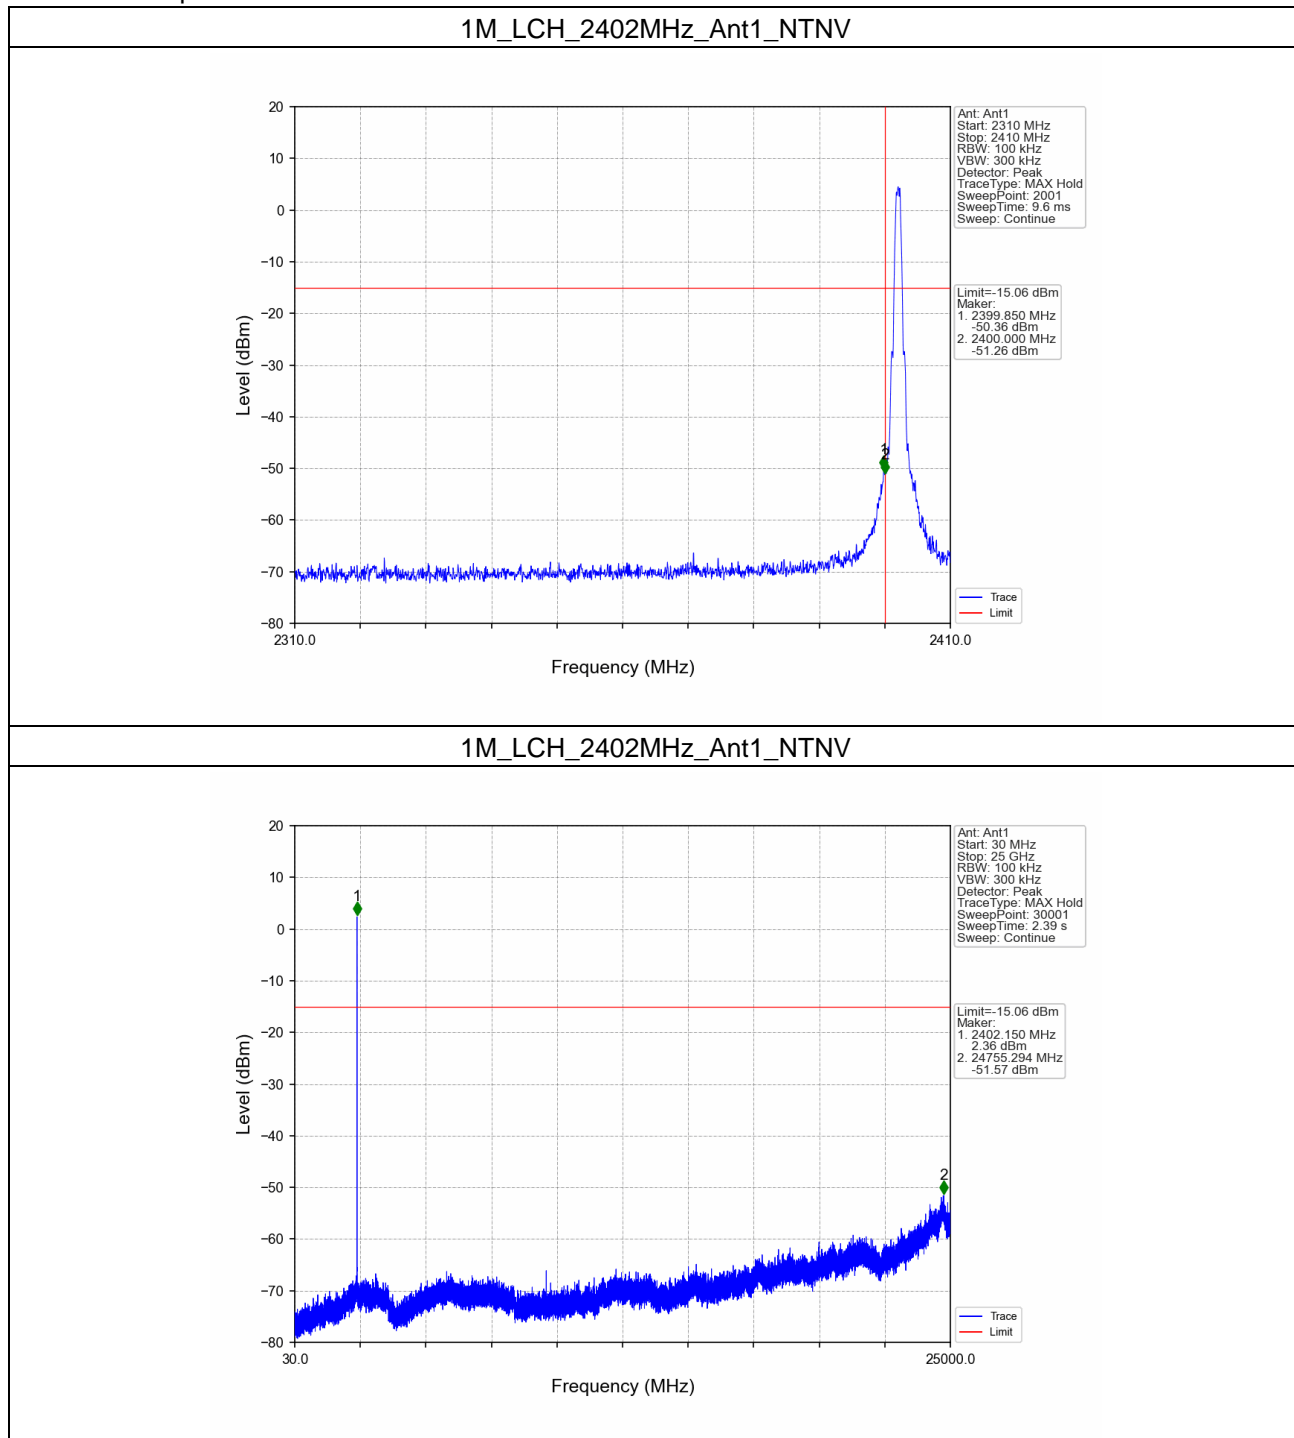 1M_LCH_2402MHz_Ant1_NTNV
20
10
0
−10
−20
−30
−40
−50
−60
−70
−80
Level (dBm)
1
2
2310.0
2410.0
Frequency (MHz)
Ant: Ant1
Start: 2310 MHz
Stop: 2410 MHz
RBW: 100 kHz
VBW: 300 kHz
Detector: Peak
TraceType: MAX Hold
SweepPoint: 2001
SweepTime: 9.6 ms
Sweep: Continue
Limit=-15.06 dBm
Maker:
1. 2399.850 MHz
-50.36 dBm
2. 2400.000 MHz
-51.26 dBm
Trace
Limit
1M_LCH_2402MHz_Ant1_NTNV
20
10
0
−10
−20
−30
−40
−50
−60
−70
−80
Level (dBm)
1
2
30.0
25000.0
Frequency (MHz)
Ant: Ant1
Start: 30 MHz
Stop: 25 GHz
RBW: 100 kHz
VBW: 300 kHz
Detector: Peak
TraceType: MAX Hold
SweepPoint: 30001
SweepTime: 2.39 s
Sweep: Continue
Limit=-15.06 dBm
Maker:
1. 2402.150 MHz
2.36 dBm
2. 24755.294 MHz
-51.57 dBm
Trace
Limit